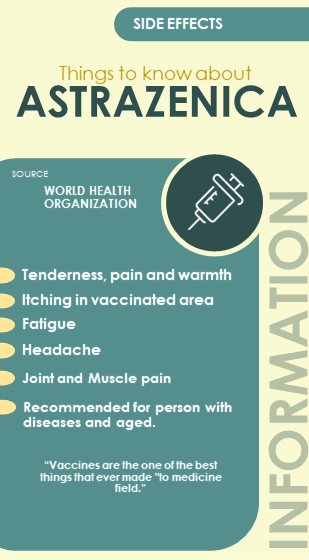 SIDE EFFECTS
Things to know about
ASTRAZENICA
SOURCE
WORLD HEALTH
ORGANIZATION
Tenderness, pain and warmth
Itching in vaccinated area
Fatigue
Headache
Joint and Muscle pain
Recommended for person with
diseases and aged.
“Vaccines are the one of the best
things that ever made "to medicine
field.”
INFORMATION